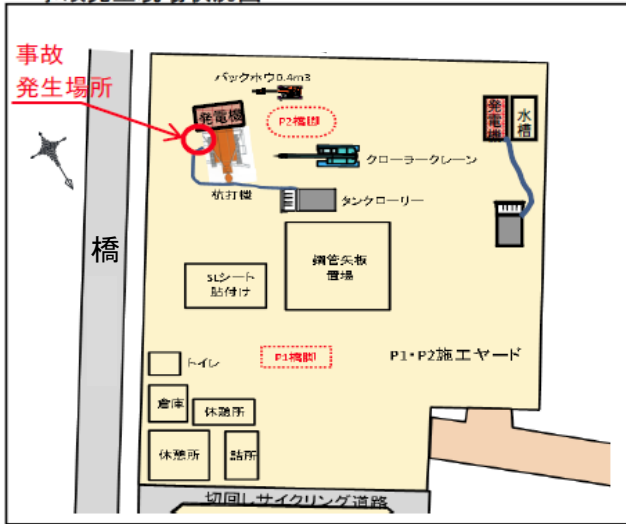 事故
発生場所
バックホウ0.4m3
発電機
P2橋脚
発電機
水槽
クローラークレーン
杭打機
タンクローリー
橋
鋼管矢板
置場
SLシート
貼付け
P1橋脚
P1・P2施工ヤード
トイレ
倉庫
休憩所
休憩所
詰所
切回しサイクリング道路